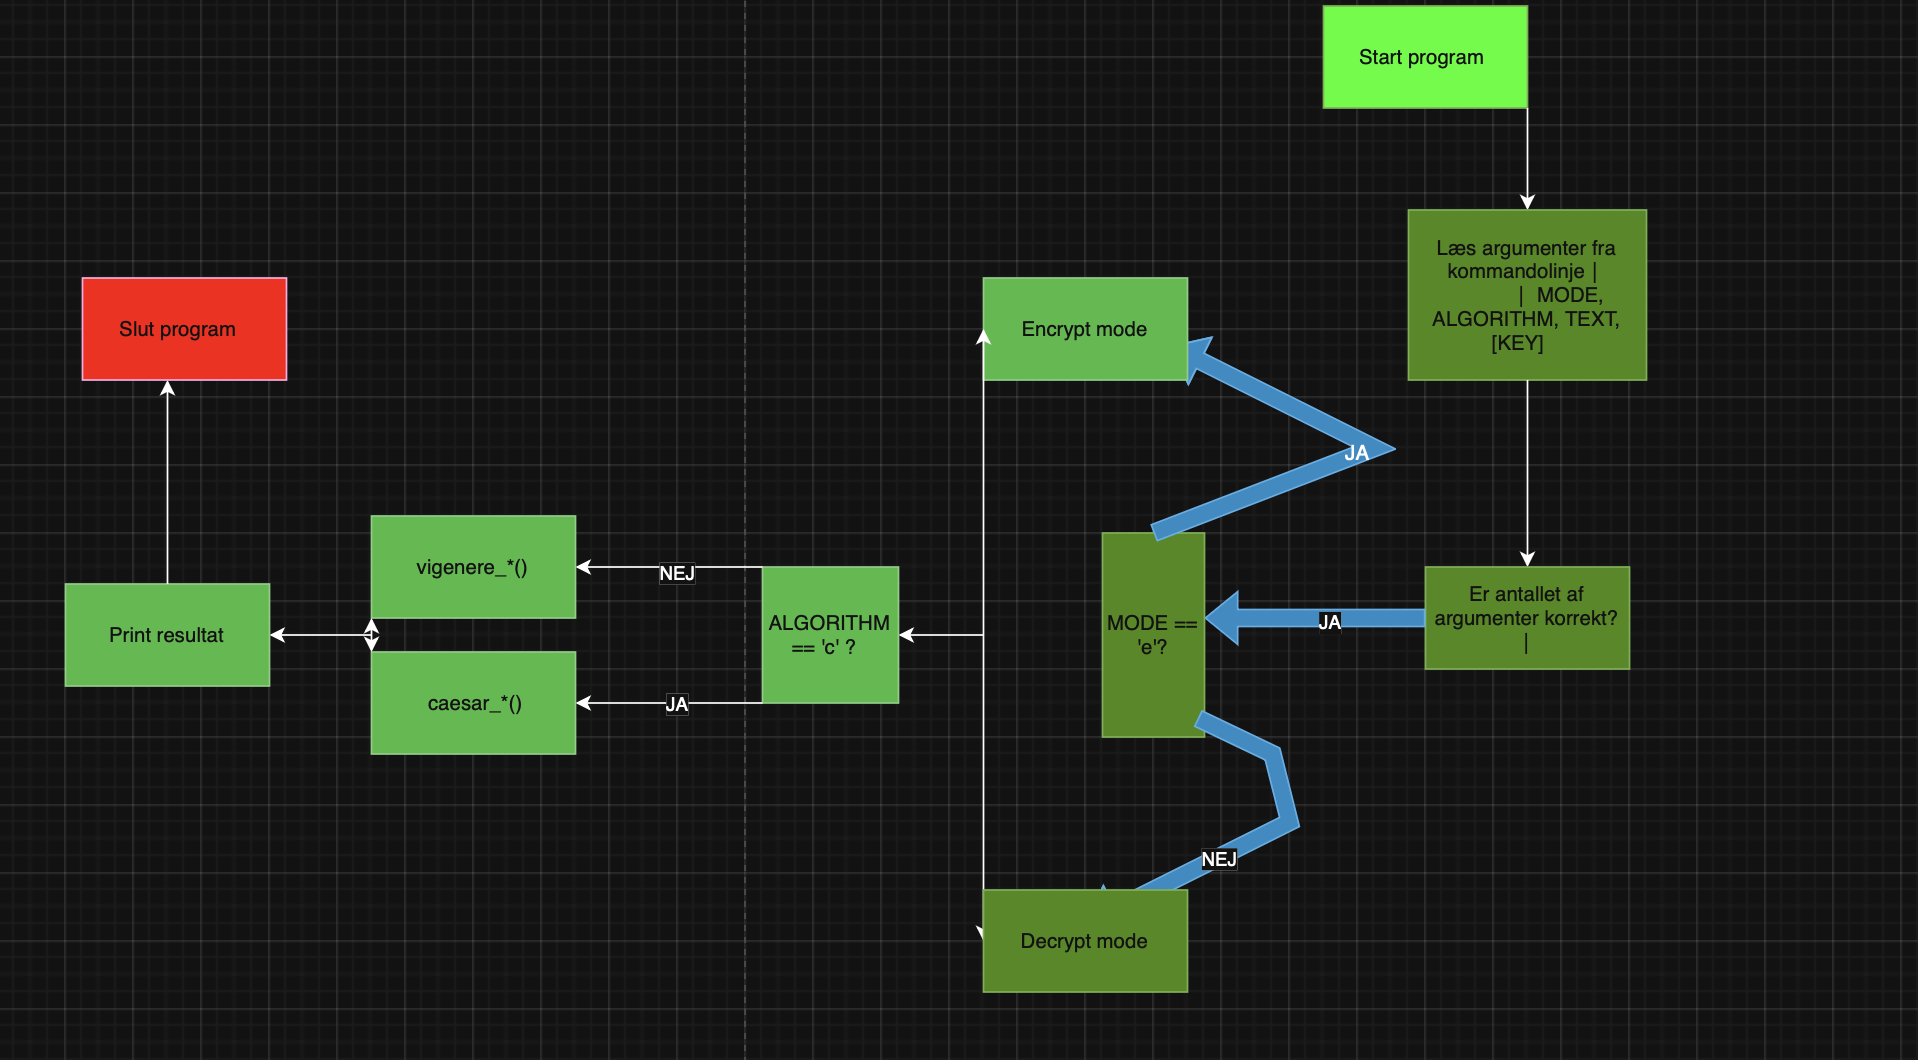 Start program
Læs argumenter fra
kommandolinje |
| MODE,
ALGORITHM, TEXT,
[KEY]
Er antallet af
argumenter korrekt?
|
JA
MODE ==
'e'?
JA
Encrypt mode
NEJ
Decrypt mode
ALGORITHM
== 'c' ?
NEJ
vigenere_*()
JA
caesar_*()
Print resultat
Slut program